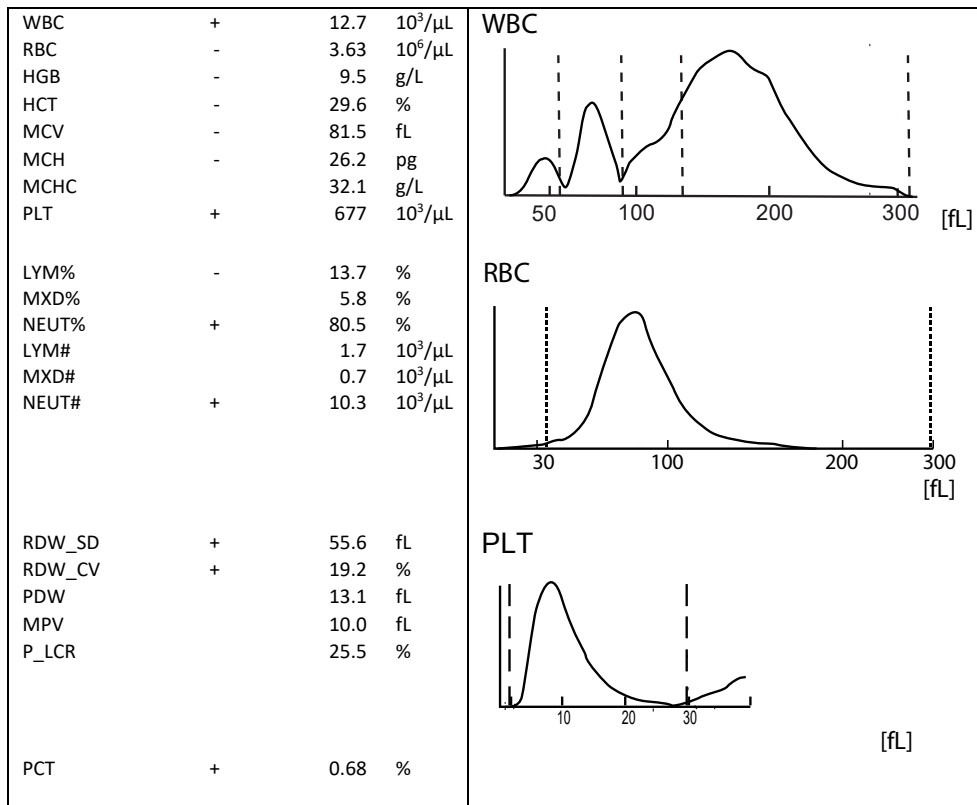 WBC + 12.7 10³/µL
RBC - 3.63 10⁶/µL
HGB - 9.5 g/L
HCT - 29.6 %
MCV - 81.5 fL
MCH - 26.2 pg
MCHC 32.1 g/L
PLT + 677 10³/µL
LYM% - 13.7 %
MXD% 5.8 %
NEUT% + 80.5 %
LYM# 1.7 10³/µL
MXD# 0.7 10³/µL
NEUT# + 10.3 10³/µL
RDW_SD + 55.6 fL
RDW_CV + 19.2 %
PDW 13.1 fL
MPV 10.0 fL
P_LCR 25.5 %
PCT + 0.68 %
WBC
50 100 200 300 [fL]
RBC
30 100 200 300
[fL]
PLT
10 20 30
[fL]